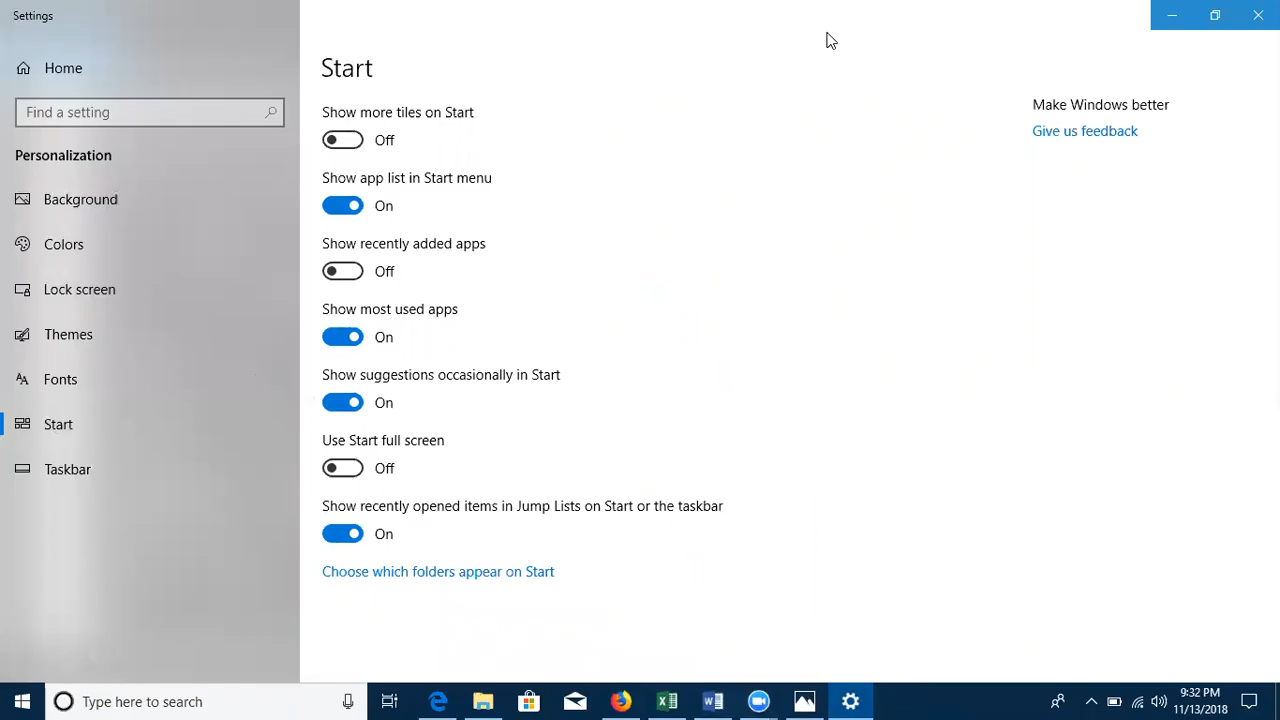 Settings
Home
Find a setting
Personalization
Background
Colors
Lock screen
Themes
Fonts
Start
Taskbar
Start
Show more tiles on Start
Off
Show app list in Start menu
On
Show recently added apps
Off
Show most used apps
On
Show suggestions occasionally in Start
On
Use Start full screen
Off
Show recently opened items in Jump Lists on Start or the taskbar
On
Choose which folders appear on Start
Make Windows better
Give us feedback
Type here to search
9:32 PM
11/13/2018